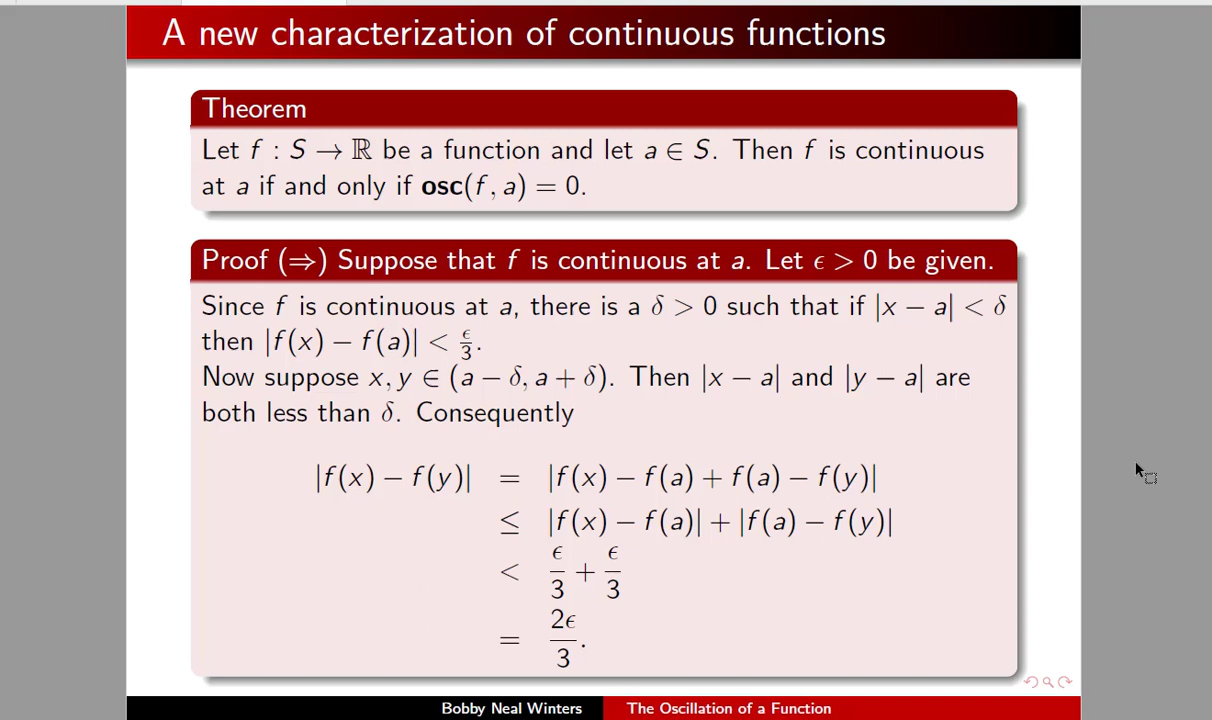 A new characterization of continuous functions
Theorem
Let f : S → ℝ be a function and let a ∈ S. Then f is continuous
at a if and only if osc(f, a) = 0.
Proof (⇒) Suppose that f is continuous at a. Let ϵ > 0 be given.
Since f is continuous at a, there is a δ > 0 such that if |x − a| < δ
then |f(x) − f(a)| < ϵ/3.
Now suppose x, y ∈ (a − δ, a + δ). Then |x − a| and |y − a| are
both less than δ. Consequently
|f(x) − f(y)| = |f(x) − f(a) + f(a) − f(y)|
≤ |f(x) − f(a)| + |f(a) − f(y)|
< ϵ/3 + ϵ/3
= 2ϵ/3.
Bobby Neal Winters The Oscillation of a Function